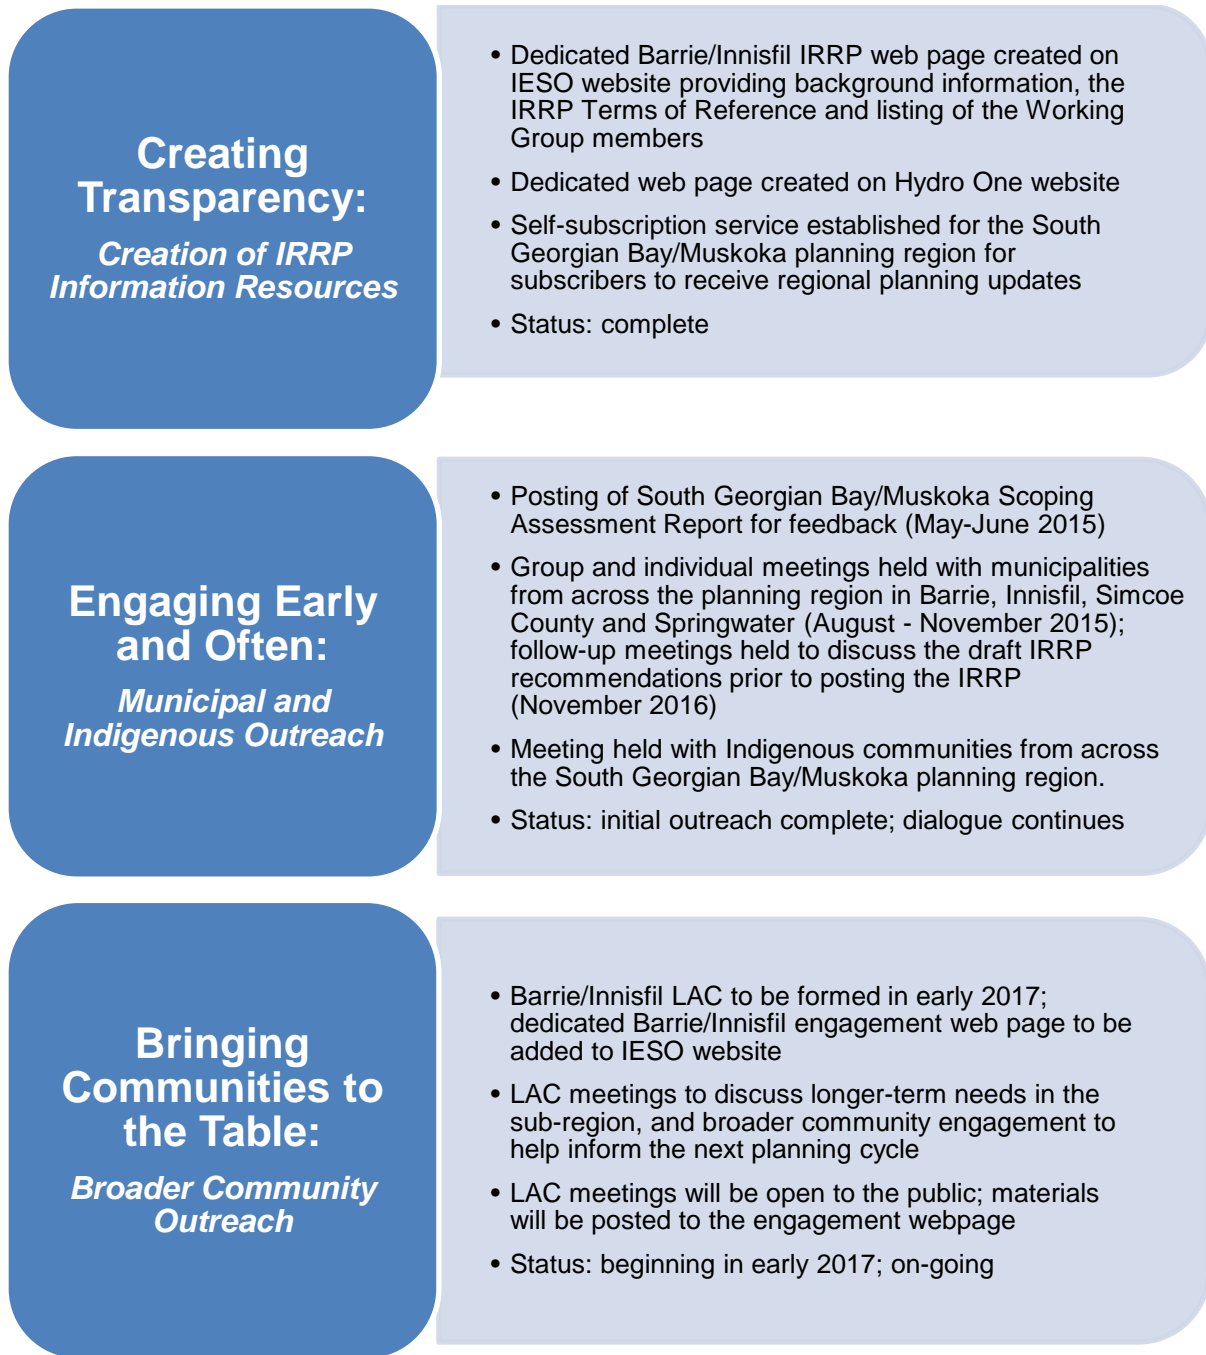 Creating
Transparency:
Creation of IRRP
Information Resources
• Dedicated Barrie/Innisfil IRRP web page created on
IESO website providing background information, the
IRRP Terms of Reference and listing of the Working
Group members
• Dedicated web page created on Hydro One website
• Self-subscription service established for the South
Georgian Bay/Muskoka planning region for
subscribers to receive regional planning updates
• Status: complete
Engaging Early
and Often:
Municipal and
Indigenous Outreach
• Posting of South Georgian Bay/Muskoka Scoping
Assessment Report for feedback (May-June 2015)
• Group and individual meetings held with municipalities
from across the planning region in Barrie, Innisfil, Simcoe
County and Springwater (August - November 2015);
follow-up meetings held to discuss the draft IRRP
recommendations prior to posting the IRRP
(November 2016)
• Meeting held with Indigenous communities from across
the South Georgian Bay/Muskoka planning region.
• Status: initial outreach complete; dialogue continues
Bringing
Communities to
the Table:
Broader Community
Outreach
• Barrie/Innisfil LAC to be formed in early 2017;
dedicated Barrie/Innisfil engagement web page to be
added to IESO website
• LAC meetings to discuss longer-term needs in the
sub-region, and broader community engagement to
help inform the next planning cycle
• LAC meetings will be open to the public; materials
will be posted to the engagement webpage
• Status: beginning in early 2017; on-going